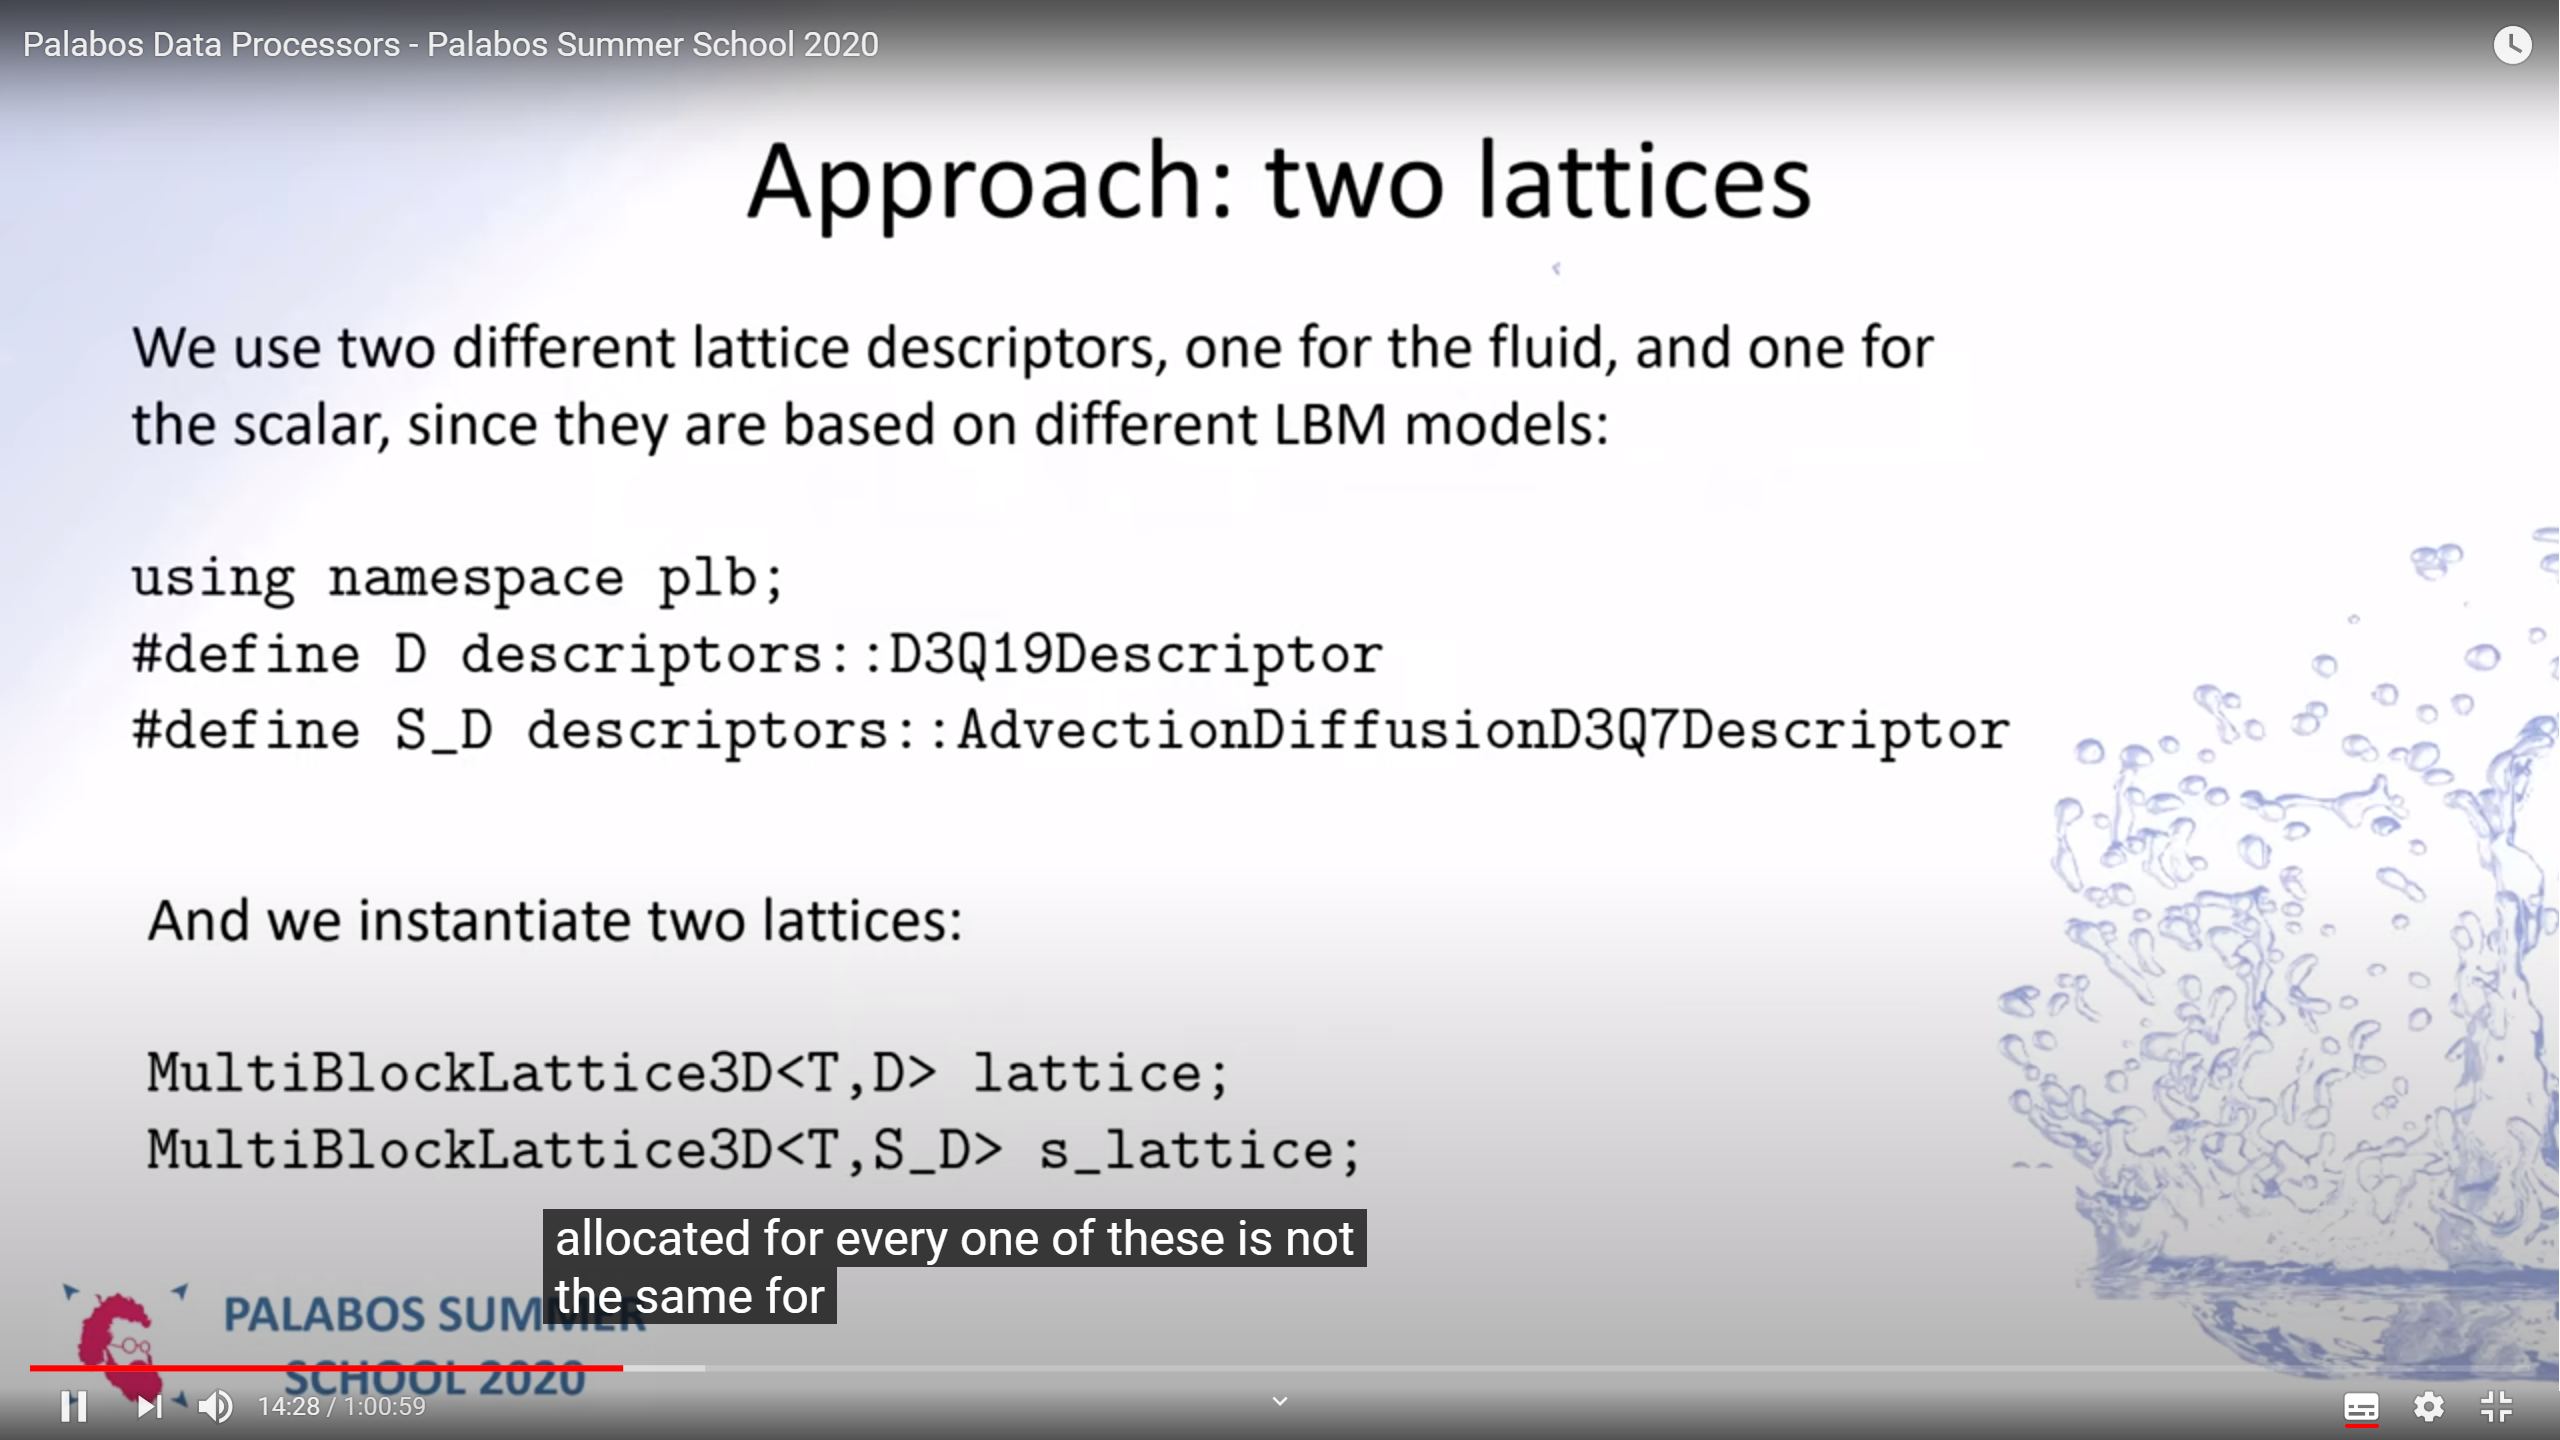 Palabos Data Processors - Palabos Summer School 2020
Approach: two lattices
We use two different lattice descriptors, one for the fluid, and one for
the scalar, since they are based on different LBM models:
using namespace plb;
#define D descriptors::D3Q19Descriptor
#define S_D descriptors::AdvectionDiffusionD3Q7Descriptor
And we instantiate two lattices:
MultiBlockLattice3D<T,D> lattice;
MultiBlockLattice3D<T,S_D> s_lattice;
allocated for every one of these is not
the same for
PALABOS SUMMER
SCHOOL 2020
14:28 / 1:00:59